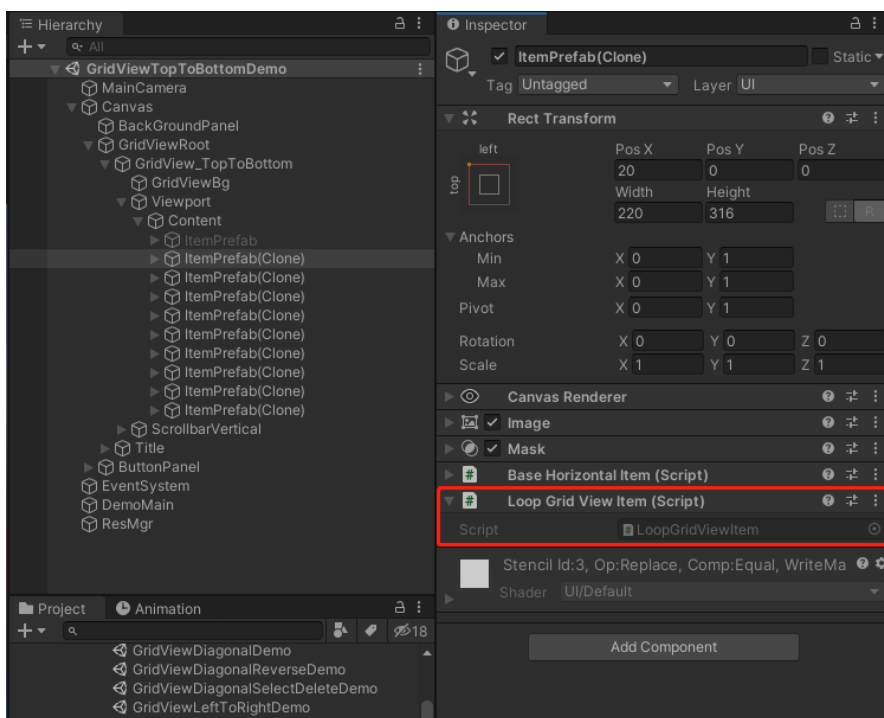 Hierarchy
All
GridViewTopToBottomDemo
MainCamera
Canvas
BackGroundPanel
GridViewRoot
GridView_TopToBottom
GridViewBg
Viewport
Content
ItemPrefab
ItemPrefab(Clone)
ItemPrefab(Clone)
ItemPrefab(Clone)
ItemPrefab(Clone)
ItemPrefab(Clone)
ItemPrefab(Clone)
ItemPrefab(Clone)
ItemPrefab(Clone)
ItemPrefab(Clone)
ScrollbarVertical
Title
ButtonPanel
EventSystem
DemoMain
ResMgr
Project Animation
18
GridViewDiagonalDemo
GridViewDiagonalReverseDemo
GridViewDiagonalSelectDeleteDemo
GridViewLeftToRightDemo
Inspector
ItemPrefab(Clone) Static
Tag Untagged Layer UI
Rect Transform
left Pos X Pos Y Pos Z
top 20 0 0
Width Height
220 316 R
Anchors
Min X 0 Y 1
Max X 0 Y 1
Pivot X 0 Y 1
Rotation X 0 Y 0 Z 0
Scale X 1 Y 1 Z 1
Canvas Renderer
Image
Mask
# Base Horizontal Item (Script)
# Loop Grid View Item (Script)
Script LoopGridViewItem
Stencil Id:3, Op:Replace, Comp:Equal, WriteMa
Shader UI/Default
Add Component